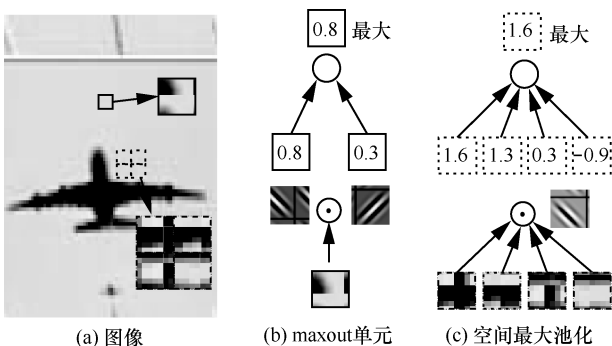 0.8 最大
1.6 最大
0.8 0.3
1.6 1.3 0.3 -0.9
(a) 图像
(b) maxout单元
(c) 空间最大池化